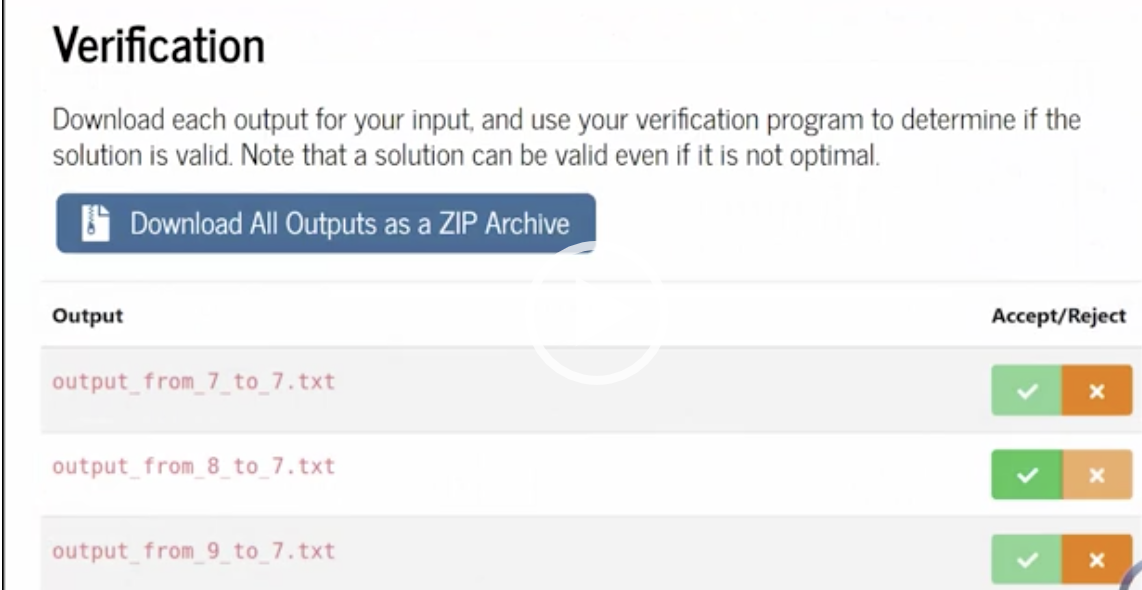 Verification
Download each output for your input, and use your verification program to determine if the
solution is valid. Note that a solution can be valid even if it is not optimal.
Download All Outputs as a ZIP Archive
Output Accept/Reject
output_from_7_to_7.txt
output_from_8_to_7.txt
output_from_9_to_7.txt